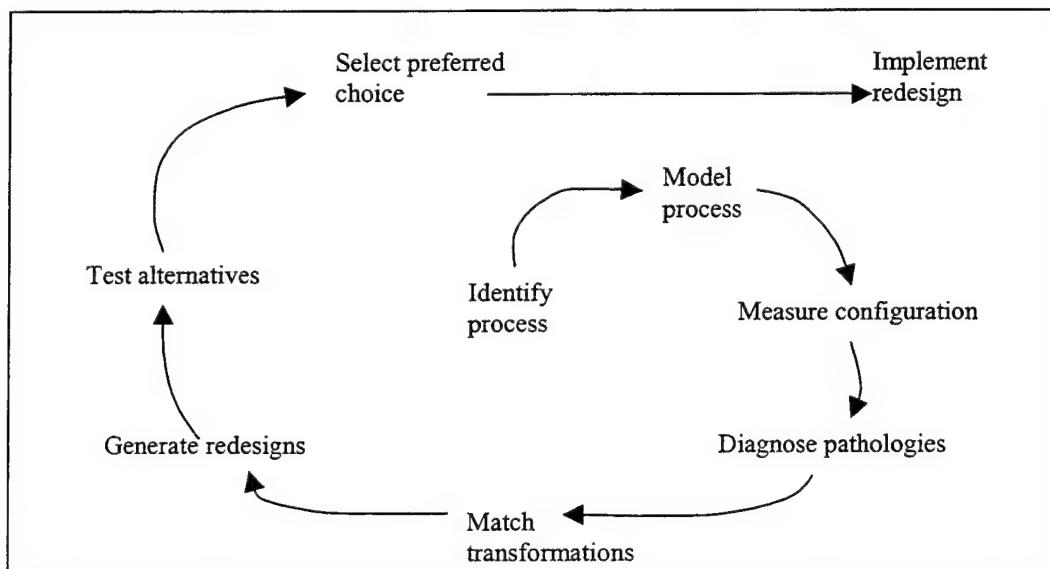 Select preferred
choice
Implement
redesign
Model
process
Test alternatives
Identify
process
Measure configuration
Generate redesigns
Diagnose pathologies
Match
transformations